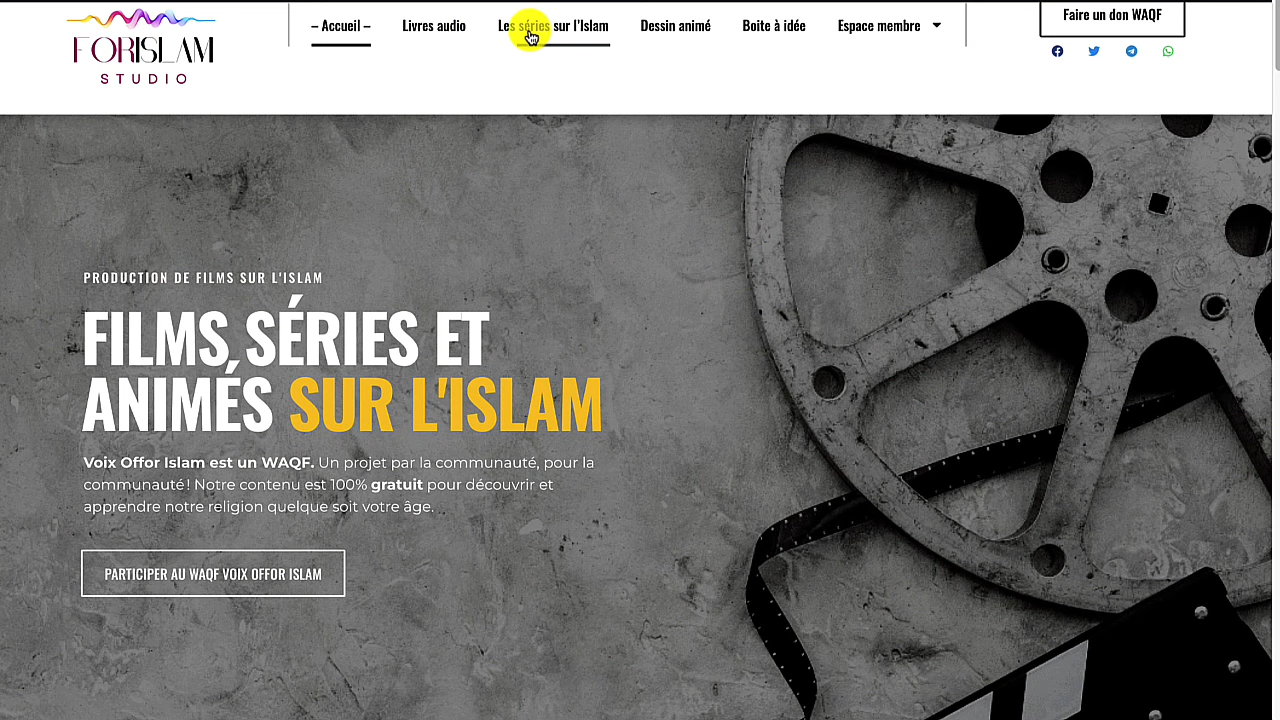 FORISLAM
STUDIO
– Accueil –
Livres audio
Les séries sur l'Islam
Dessin animé
Boite à idée
Espace membre
Faire un don WAQF
PRODUCTION DE FILMS SUR L'ISLAM
FILMS,SÉRIES ET
ANIMÉS SUR L'ISLAM
Voix Offor Islam est un WAQF. Un projet par la communauté, pour la
communauté ! Notre contenu est 100% gratuit pour découvrir et
apprendre notre religion quelque soit votre âge.
PARTICIPER AU WAQF VOIX OFFOR ISLAM